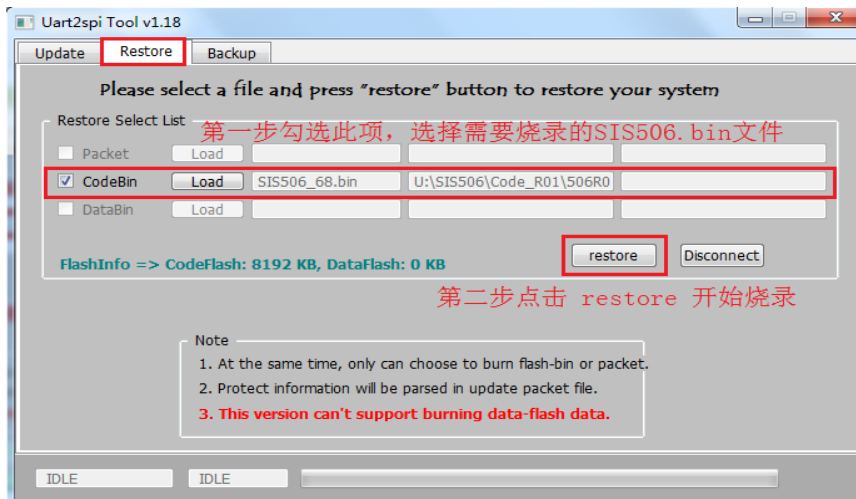 Uart2spi Tool v1.18
Update Restore Backup
Please select a file and press "restore" button to restore your system
Restore Select List
第一步勾选此项，选择需要烧录的SIS506.bin文件
Packet Load
CodeBin Load SIS506_68.bin U:\SIS506\Code_R01\506R0
DataBin Load
restore Disconnect
FlashInfo => CodeFlash: 8192 KB, DataFlash: 0 KB
第二步点击 restore 开始烧录
Note
1. At the same time, only can choose to burn flash-bin or packet.
2. Protect information will be parsed in update packet file.
3. This version can't support burning data-flash data.
IDLE IDLE